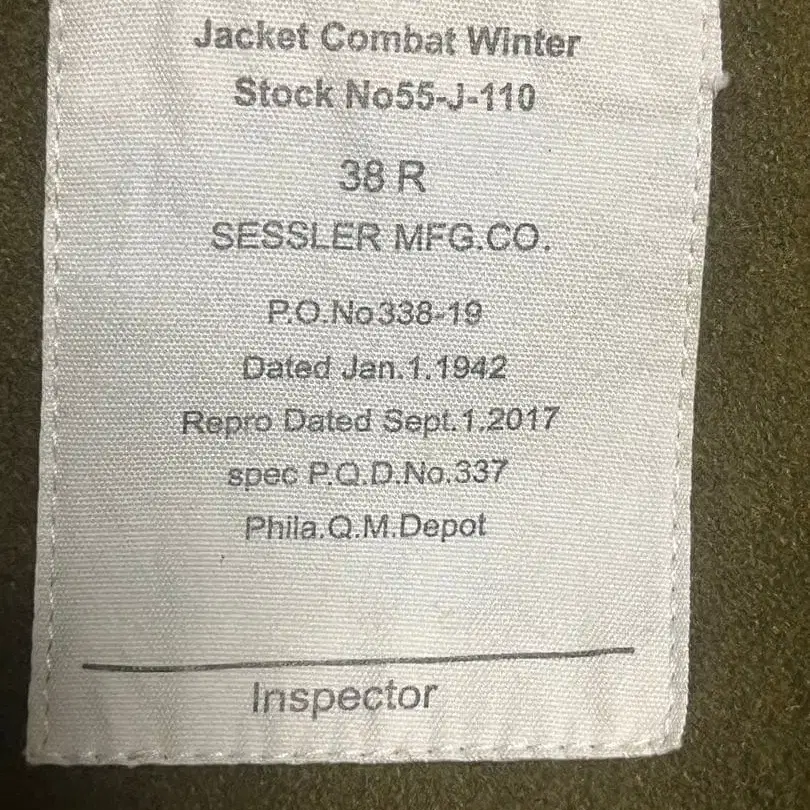 Jacket Combat Winter
Stock No55-J-110
38 R
SESSLER MFG.CO.
P.O.No338-19
Dated Jan.1.1942
Repro Dated Sept.1.2017
spec P.Q.D.No.337
Phila.Q.M.Depot
Inspector